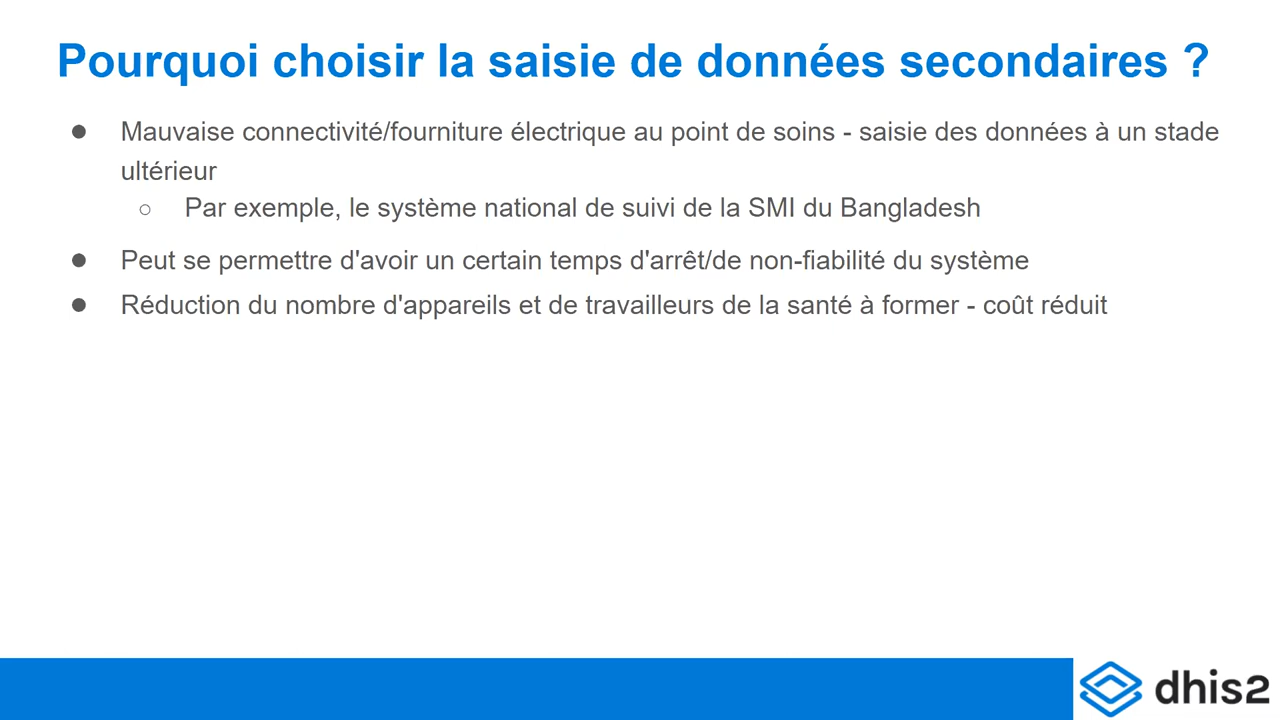 Pourquoi choisir la saisie de données secondaires ?
● Mauvaise connectivité/fourniture électrique au point de soins - saisie des données à un stade
ultérieur
○ Par exemple, le système national de suivi de la SMI du Bangladesh
● Peut se permettre d'avoir un certain temps d'arrêt/de non-fiabilité du système
● Réduction du nombre d'appareils et de travailleurs de la santé à former - coût réduit
dhis2